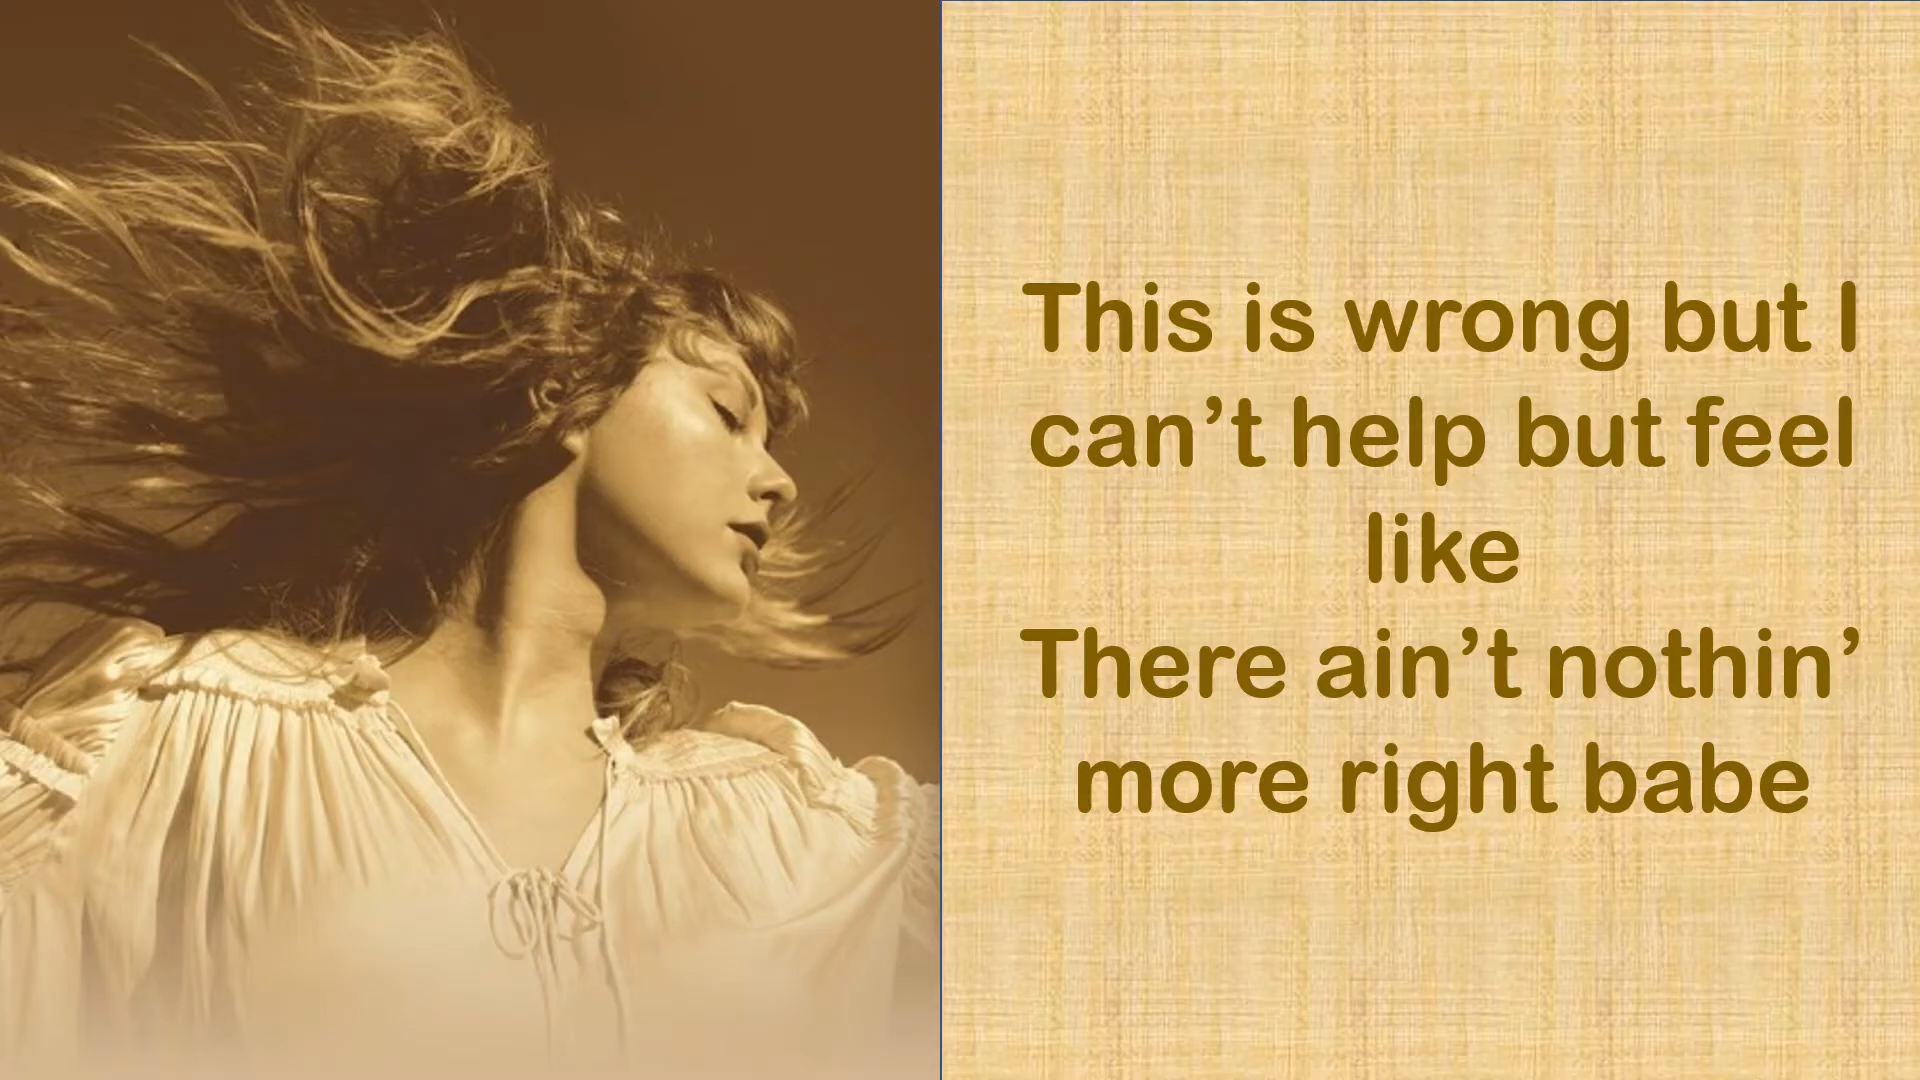 This is wrong but I
can’t help but feel
like
There ain’t nothin’
more right babe